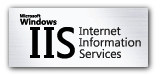 Microsoft
Windows
IIS
Internet
Information
Services